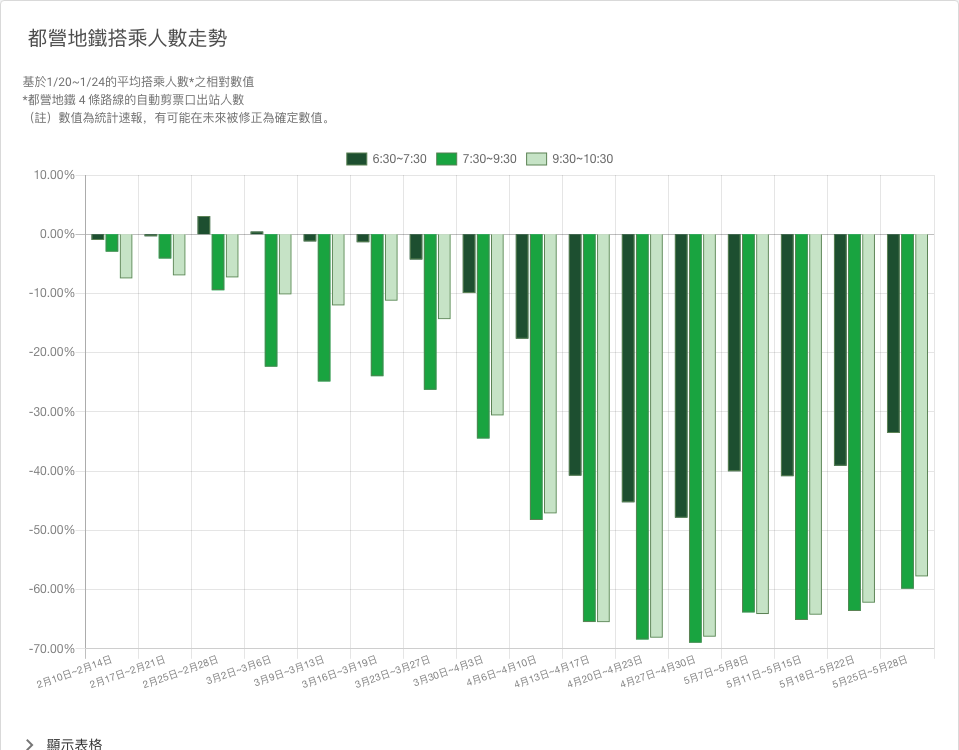 都營地鐵搭乘人數走勢
基於1/20~1/24的平均搭乘人數*之相對數值
*都營地鐵 4 條路線的自動剪票口出站人數
（註）數值為統計速報，有可能在未來被修正為確定數值。
6:30~7:30 7:30~9:30 9:30~10:30
10.00%
0.00%
-10.00%
-20.00%
-30.00%
-40.00%
-50.00%
-60.00%
-70.00%
2月10日~2月14日
2月17日~2月21日
2月25日~2月28日
3月2日~3月6日
3月9日~3月13日
3月16日~3月19日
3月23日~3月27日
3月30日~4月3日
4月6日~4月10日
4月13日~4月17日
4月20日~4月23日
4月27日~4月30日
5月7日~5月8日
5月11日~5月15日
5月18日~5月22日
5月25日~5月28日
顯示表格